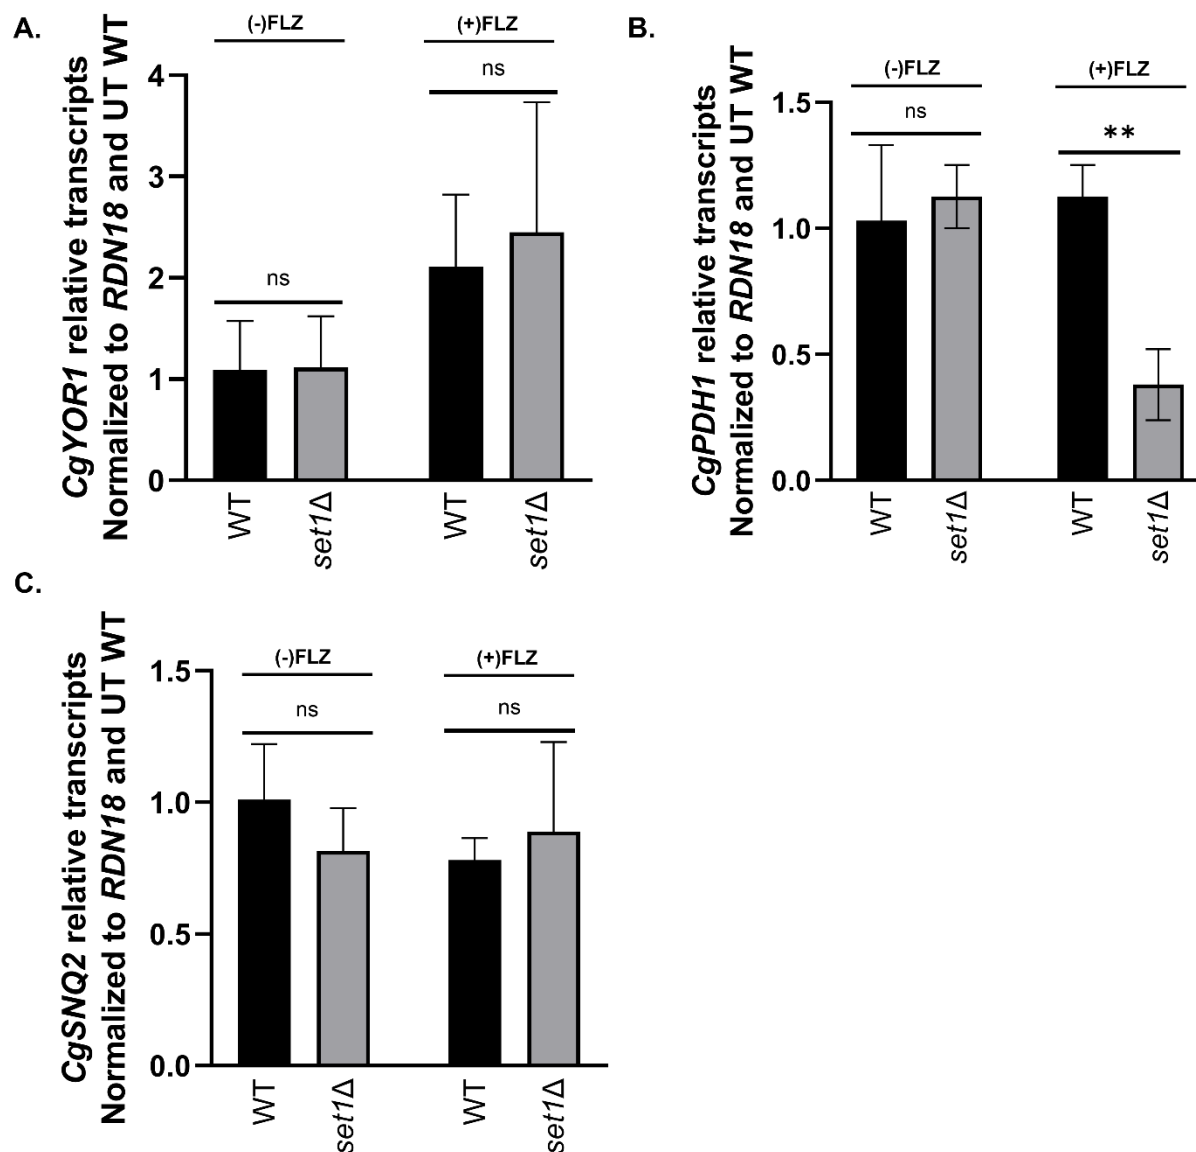 A.
CgYOR1 relative transcripts
Normalized to RDN18 and UT WT
(-)FLZ
(+)FLZ
ns
ns
4
3
2
1
0
WT
set1Δ
WT
set1Δ
B.
CgPDH1 relative transcripts
Normalized to RDN18 and UT WT
(-)FLZ
(+)FLZ
ns
**
1.5
1.0
0.5
0.0
WT
set1Δ
WT
set1Δ
C.
CgSNQ2 relative transcripts
Normalized to RDN18 and UT WT
(-)FLZ
(+)FLZ
ns
ns
1.5
1.0
0.5
0.0
WT
set1Δ
WT
set1Δ